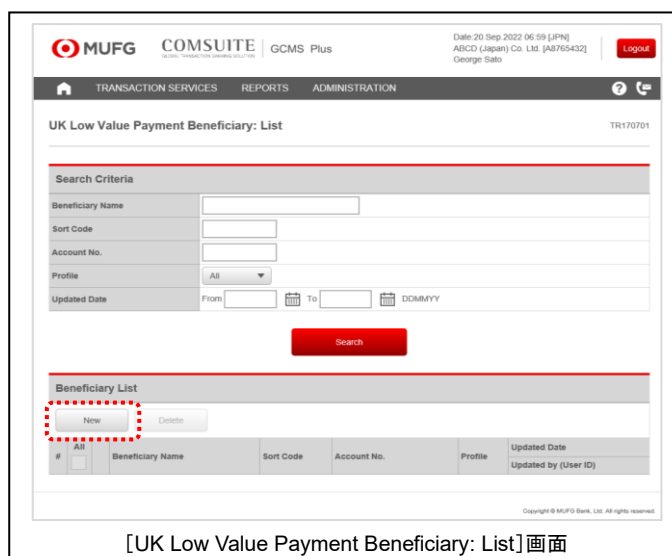 MUFG COMSUITE GCMS Plus
GLOBAL TRANSACTION BANKING SOLUTION
Date:20 Sep 2022 06:59 [JPN]
ABCD (Japan) Co. Ltd. [A8765432]
George Sato
Logout
TRANSACTION SERVICES REPORTS ADMINISTRATION
UK Low Value Payment Beneficiary: List TR170701
Search Criteria
Beneficiary Name
Sort Code
Account No.
Profile All
Updated Date From To DDMMYY
Search
Beneficiary List
New Delete
# All Beneficiary Name Sort Code Account No. Profile Updated Date
Updated by (User ID)
Copyright © MUFG Bank, Ltd. All rights reserved.
[UK Low Value Payment Beneficiary: List]画面